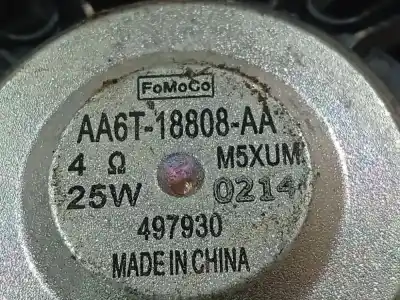 FoMoCo
AA6T-18808-AA
4 Ω M5XUM
25W 0214
497930
MADE IN CHINA